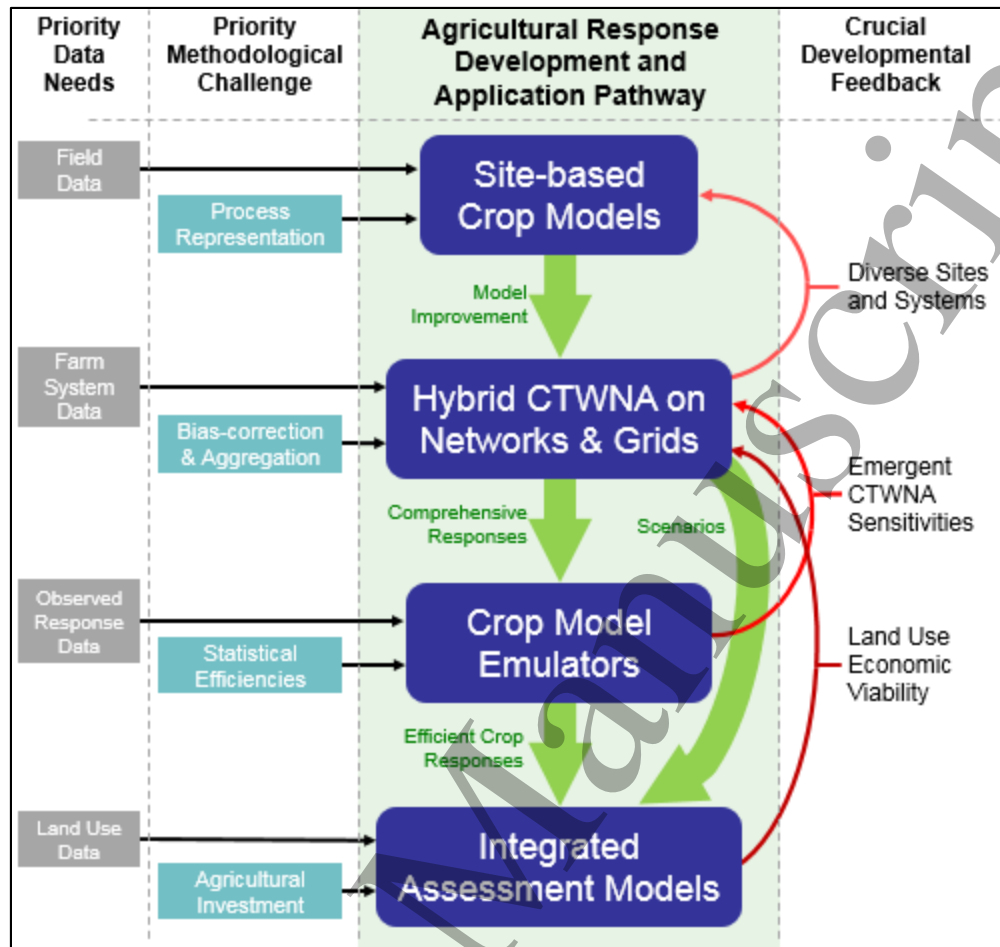 Priority
Data
Needs
Priority
Methodological
Challenge
Agricultural Response
Development and
Application Pathway
Crucial
Developmental
Feedback
Field
Data
Process
Representation
Site-based
Crop Models
Model
Improvement
Diverse Sites
and Systems
Farm
System
Data
Bias-correction
& Aggregation
Hybrid CTWNA on
Networks & Grids
Comprehensive
Responses
Scenarios
Emergent
CTWNA
Sensitivities
Observed
Response
Data
Statistical
Efficiencies
Crop Model
Emulators
Land Use
Economic
Viability
Efficient Crop
Responses
Land Use
Data
Agricultural
Investment
Integrated
Assessment Models
Manuscrip